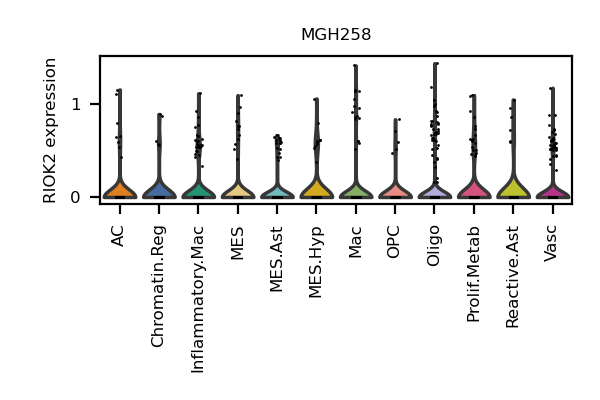 MGH258
RIOK2 expression
1
0
AC
Chromatin.Reg
Inflammatory.Mac
MES
MES.Ast
MES.Hyp
Mac
OPC
Oligo
Prolif.Metab
Reactive.Ast
Vasc